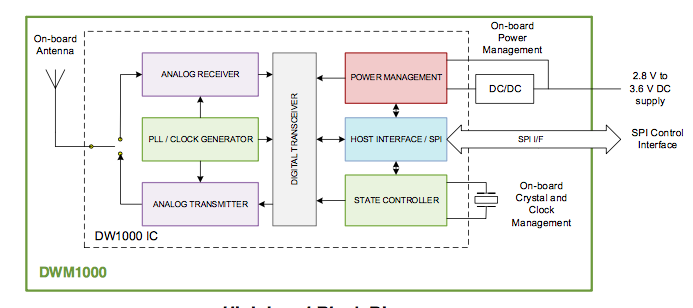 On-board
Antenna
On-board
Power
Management
ANALOG RECEIVER
POWER MANAGEMENT
DC/DC
2.8 V to
3.6 V DC
supply
PLL / CLOCK GENERATOR
DIGITAL TRANSCEIVER
HOST INTERFACE / SPI
SPI I/F
SPI Control
Interface
ANALOG TRANSMITTER
STATE CONTROLLER
On-board
Crystal and
Clock
Management
DW1000 IC
DWM1000